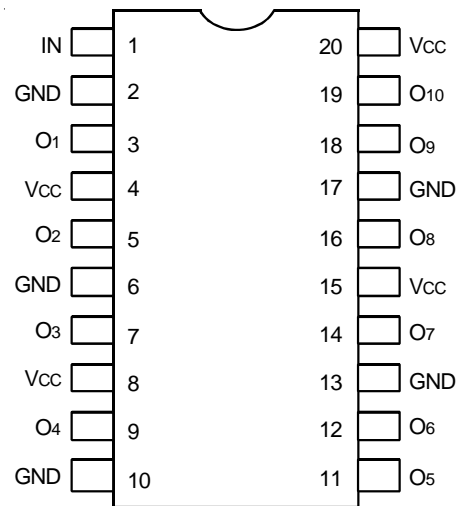 IN 1 20 VCC
GND 2 19 O10
O1 3 18 O9
VCC 4 17 GND
O2 5 16 O8
GND 6 15 VCC
O3 7 14 O7
VCC 8 13 GND
O4 9 12 O6
GND 10 11 O5